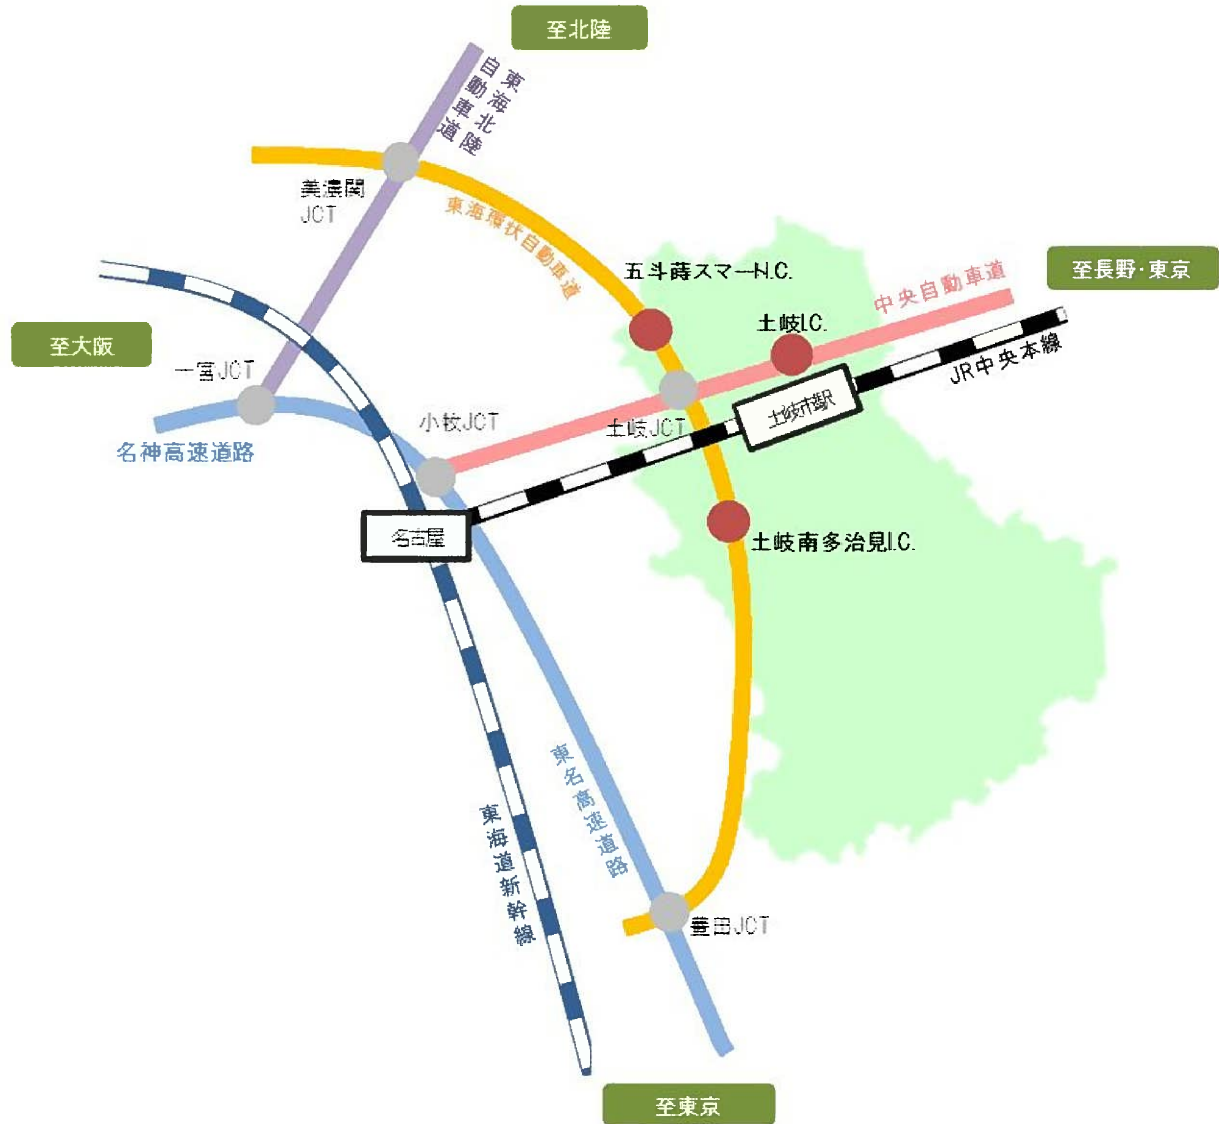 至北陸
東海北陸
自動車道
美濃関
JCT
東海環状自動車道
五斗蒔スマートI.C.
中央自動車道
至長野・東京
土岐I.C.
至大阪
一宮JCT
JR中央本線
土岐市駅
小牧JCT
土岐JCT
名神高速道路
名古屋
土岐南多治見I.C.
東名高速道路
東海道新幹線
豊田JCT
至東京